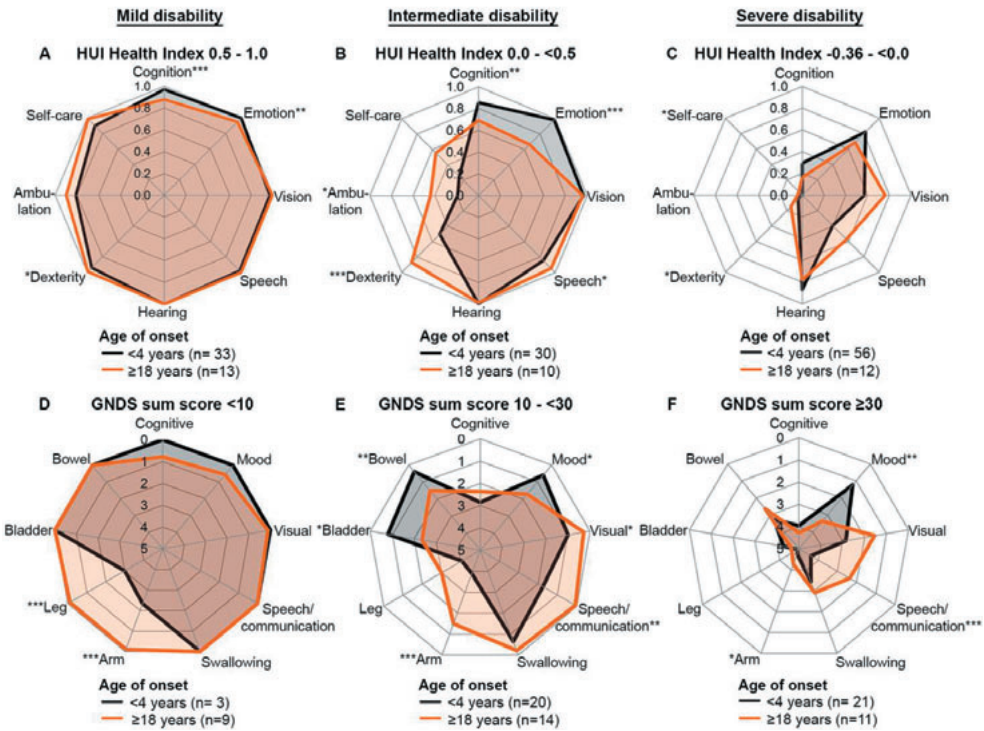 Mild disability
Intermediate disability
Severe disability
A HUI Health Index 0.5 - 1.0
Cognition***
1.0
0.8
0.6
0.4
0.2
0.0
Emotion**
Vision
Speech
Hearing
*Dexterity
Ambu-
lation
Self-care
Age of onset
<4 years (n= 33)
≥18 years (n=13)
B HUI Health Index 0.0 - <0.5
Cognition**
1.0
0.8
0.6
0.4
0.2
0.0
Emotion***
Vision
Speech*
Hearing
***Dexterity
*Ambu-
lation
Self-care
Age of onset
<4 years (n= 30)
≥18 years (n=10)
C HUI Health Index -0.36 - <0.0
Cognition
1.0
0.8
0.6
0.4
0.2
0.0
Emotion
Vision
Speech
Hearing
*Dexterity
Ambu-
lation
*Self-care
Age of onset
<4 years (n= 56)
≥18 years (n=12)
D GNDS sum score <10
Cognitive
0
1
2
3
4
5
Mood
Visual
Speech/
communication
Swallowing
***Arm
***Leg
Bladder
Bowel
Age of onset
<4 years (n= 3)
≥18 years (n=9)
E GNDS sum score 10 - <30
Cognitive
0
1
2
3
4
5
Mood*
Visual*
Speech/
communication**
Swallowing
***Arm
Leg
*Bladder
**Bowel
Age of onset
<4 years (n=20)
≥18 years (n=14)
F GNDS sum score ≥30
Cognitive
0
1
2
3
4
5
Mood**
Visual
Speech/
communication***
Swallowing
*Arm
Leg
Bladder
Bowel
Age of onset
<4 years (n= 21)
≥18 years (n=11)